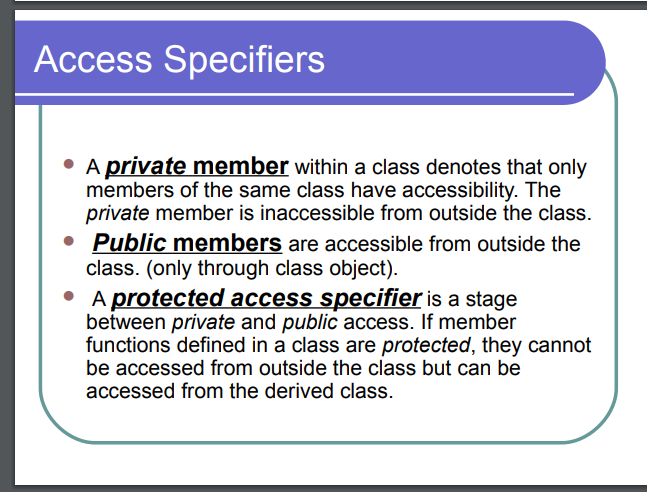 Access Specifiers
A private member within a class denotes that only
members of the same class have accessibility. The
private member is inaccessible from outside the class.
Public members are accessible from outside the
class. (only through class object).
A protected access specifier is a stage
between private and public access. If member
functions defined in a class are protected, they cannot
be accessed from outside the class but can be
accessed from the derived class.